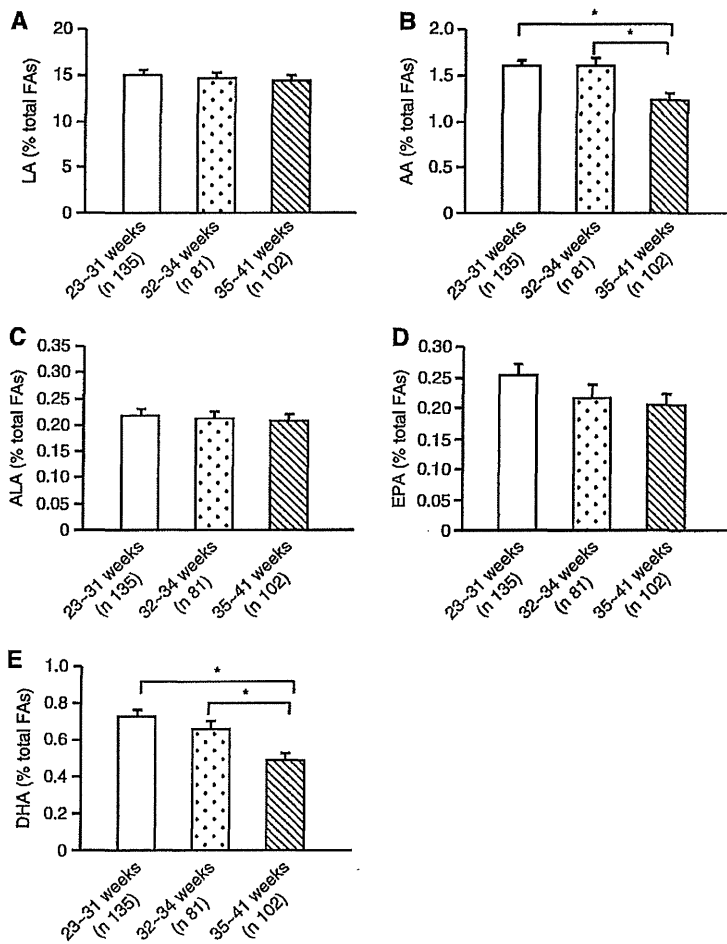 A
LA (% total FAs)
20
15
10
5
0
23~31 weeks
(n 135)
32~34 weeks
(n 81)
35~41 weeks
(n 102)
B
AA (% total FAs)
2.0
1.5
1.0
0.5
0
*
*
23~31 weeks
(n 135)
32~34 weeks
(n 81)
35~41 weeks
(n 102)
C
ALA (% total FAs)
0.35
0.30
0.25
0.20
0.15
0.10
0.05
0
23~31 weeks
(n 135)
32~34 weeks
(n 81)
35~41 weeks
(n 102)
D
EPA (% total FAs)
0.30
0.25
0.20
0.15
0.10
0.05
0
23~31 weeks
(n 135)
32~34 weeks
(n 81)
35~41 weeks
(n 102)
E
DHA (% total FAs)
1.0
0.8
0.6
0.4
0.2
0
*
*
23~31 weeks
(n 135)
32~34 weeks
(n 81)
35~41 weeks
(n 102)